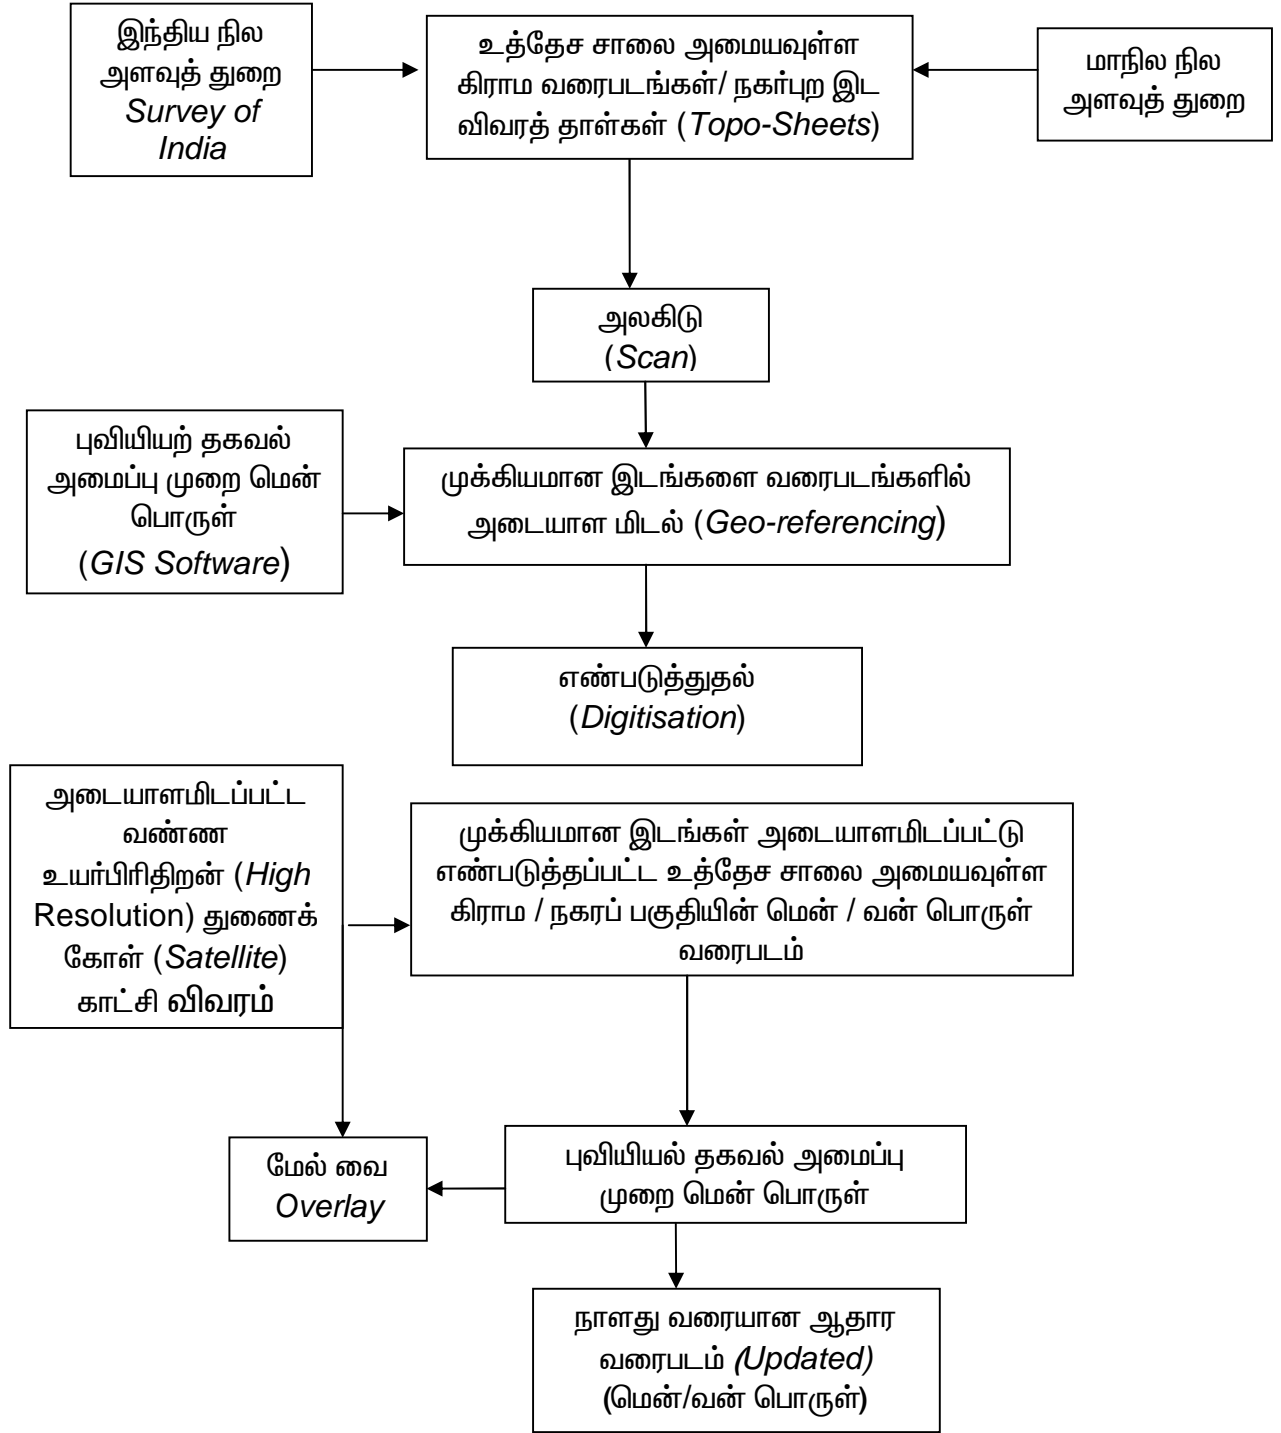 இந்திய நில
அளவுத் துறை
Survey of
India
உத்தேச சாலை அமையவுள்ள
கிராம வரைபடங்கள்/ நகர்புற இட
விவரத் தாள்கள் (Topo-Sheets)
மாநில நில
அளவுத் துறை
அலகிடு
(Scan)
புவியியற் தகவல்
அமைப்பு முறை மென்
பொருள்
(GIS Software)
முக்கியமான இடங்களை வரைபடங்களில்
அடையாள மிடல் (Geo-referencing)
எண்படுத்துதல்
(Digitisation)
அடையாளமிடப்பட்ட
வண்ண
உயர்பிரிதிறன் (High
Resolution) துணைக்
கோள் (Satellite)
காட்சி விவரம்
முக்கியமான இடங்கள் அடையாளமிடப்பட்டு
எண்படுத்தப்பட்ட உத்தேச சாலை அமையவுள்ள
கிராம / நகரப் பகுதியின் மென் / வன் பொருள்
வரைபடம்
மேல் வை
Overlay
புவியியல் தகவல் அமைப்பு
முறை மென் பொருள்
நாளது வரையான ஆதார
வரைபடம் (Updated)
(மென்/வன் பொருள்)